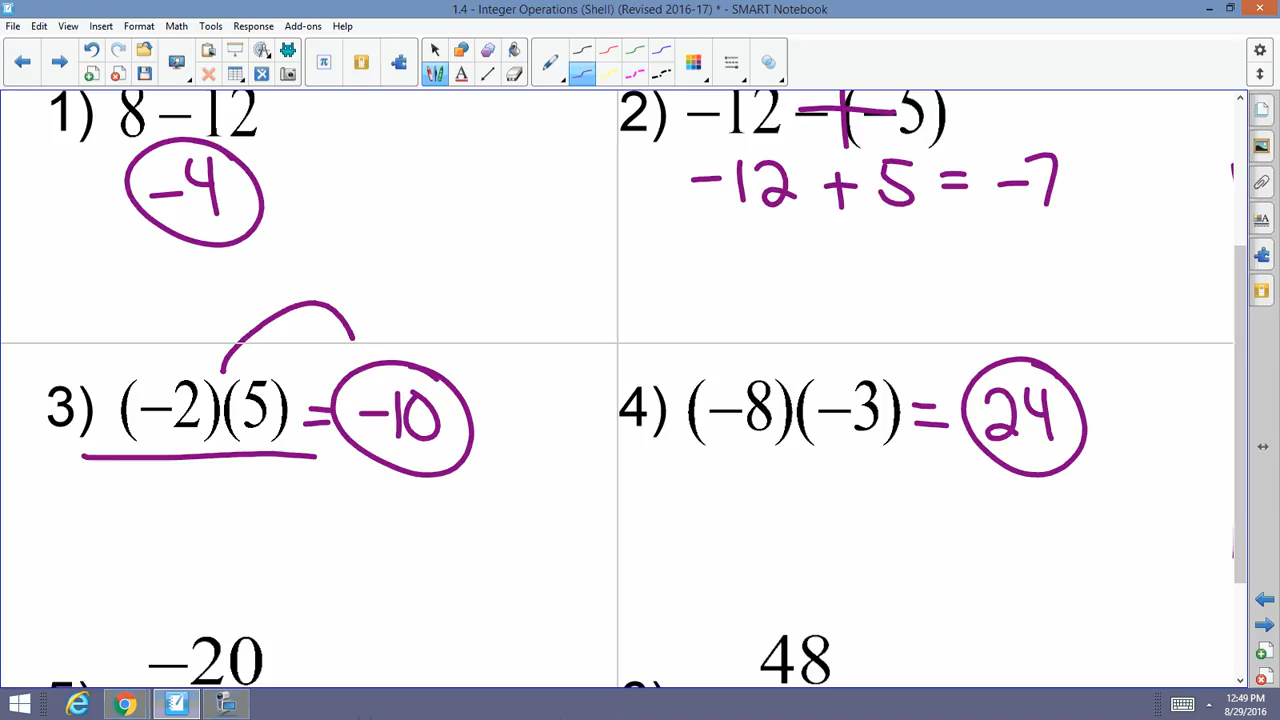 1.4 - Integer Operations (Shell) (Revised 2016-17) * - SMART Notebook
File Edit View Insert Format Math Tools Response Help Add-ons
1) 8 − 12
−4
2) −12 − (−5)
−12 + 5 = −7
3) (−2)(5) = −10
4) (−8)(−3) = 24
−20
48
12:49 PM
8/29/2016